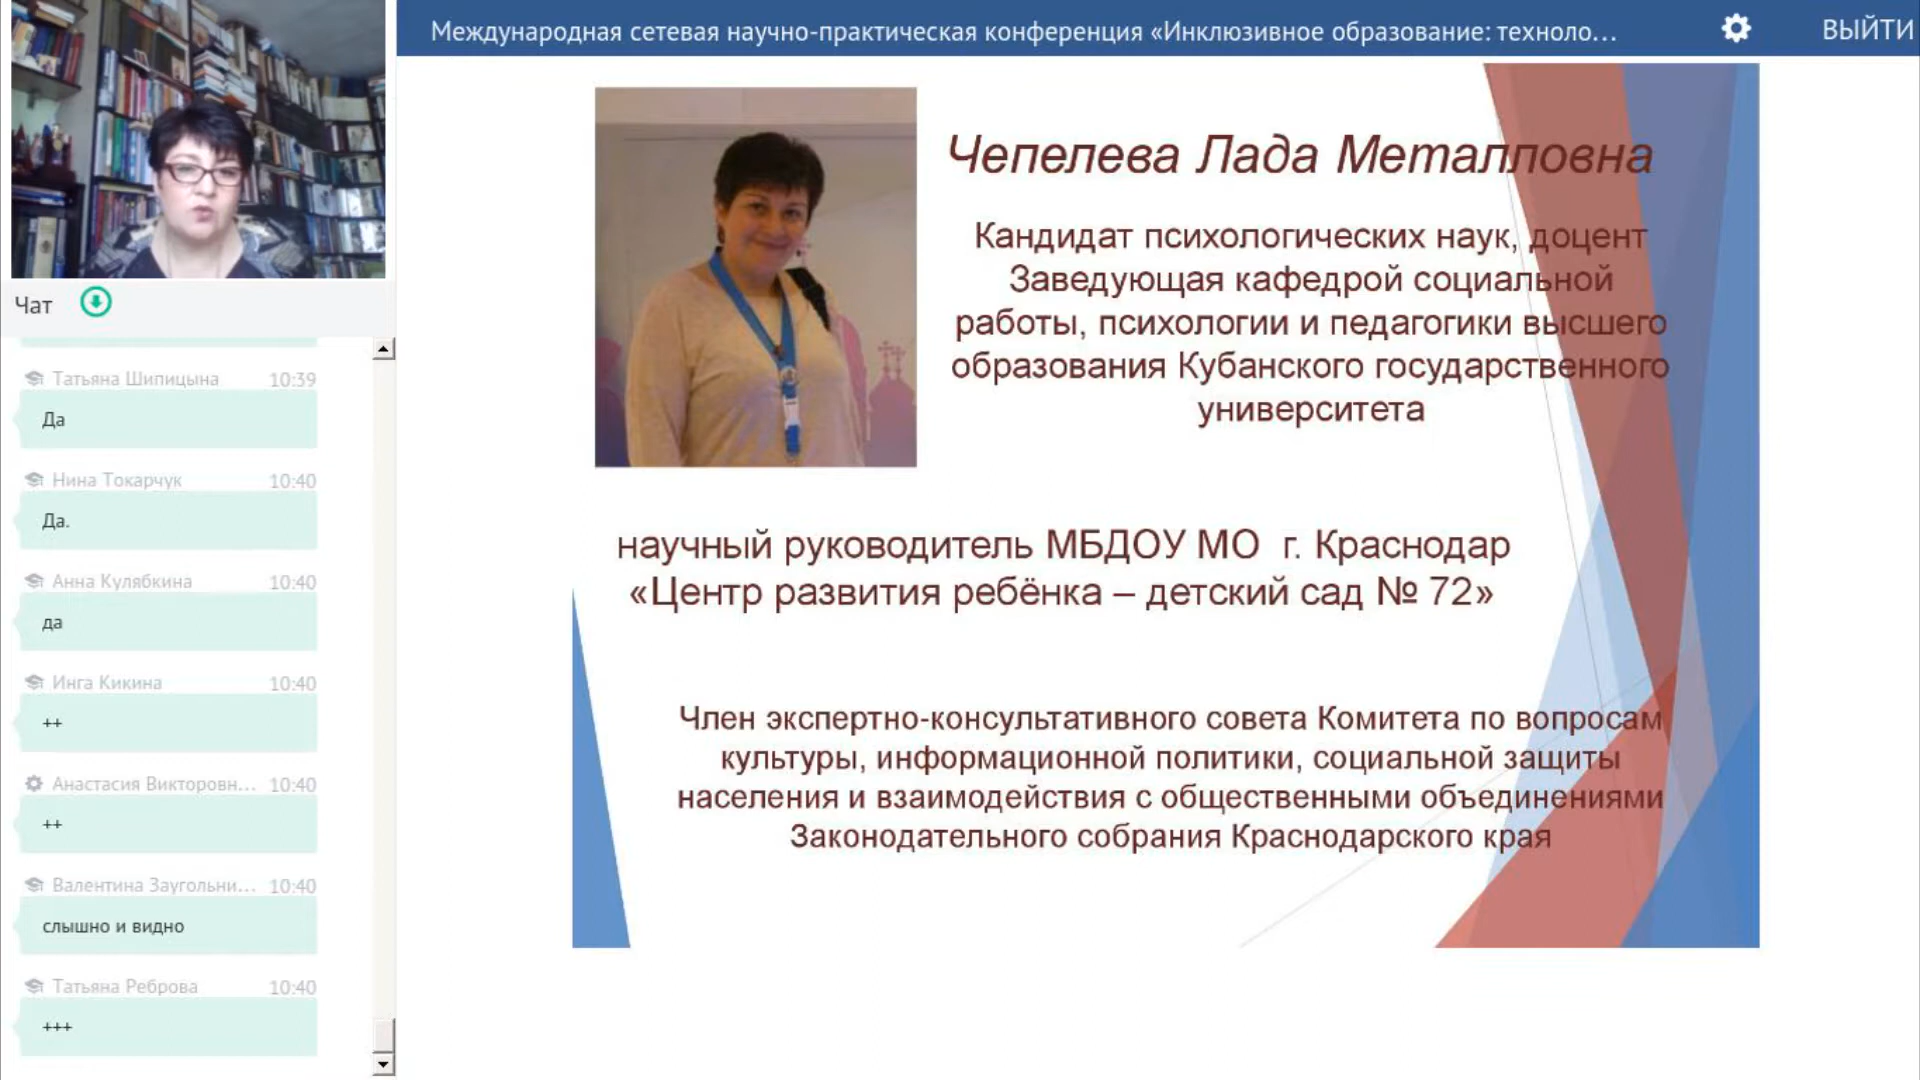 Международная сетевая научно-практическая конференция «Инклюзивное образование: техноло...
ВЫЙТИ
Чат
Татьяна Шипицына 10:39
Да
Нина Токарчук 10:40
Да.
Анна Кулябкина 10:40
да
Инга Кикина 10:40
++
Анастасия Викторовн... 10:40
++
Валентина Заугольни... 10:40
слышно и видно
Татьяна Реброва 10:40
+++
Чепелева Лада Металловна
Кандидат психологических наук, доцент
Заведующая кафедрой социальной
работы, психологии и педагогики высшего
образования Кубанского государственного
университета
научный руководитель МБДОУ МО г. Краснодар
«Центр развития ребёнка – детский сад № 72»
Член экспертно-консультативного совета Комитета по вопросам
культуры, информационной политики, социальной защиты
населения и взаимодействия с общественными объединениями
Законодательного собрания Краснодарского края